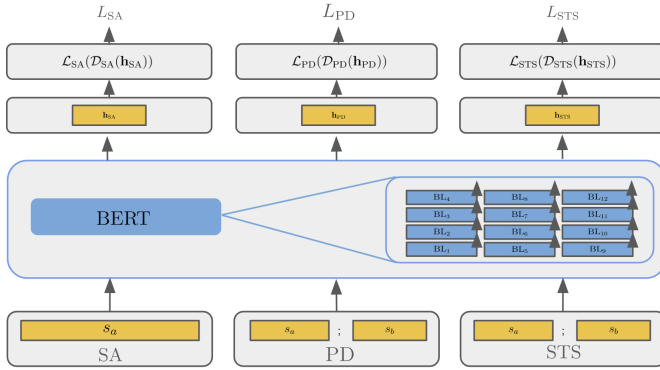 L_SA L_PD L_STS
ℒ_SA(𝒟_SA(h_SA)) ℒ_PD(𝒟_PD(h_PD)) ℒ_STS(𝒟_STS(h_STS))
h_SA h_PD h_STS
BERT
BL_4 BL_8 BL_12
BL_3 BL_7 BL_11
BL_2 BL_6 BL_10
BL_1 BL_5 BL_9
s_a s_a ; s_b s_a ; s_b
SA PD STS